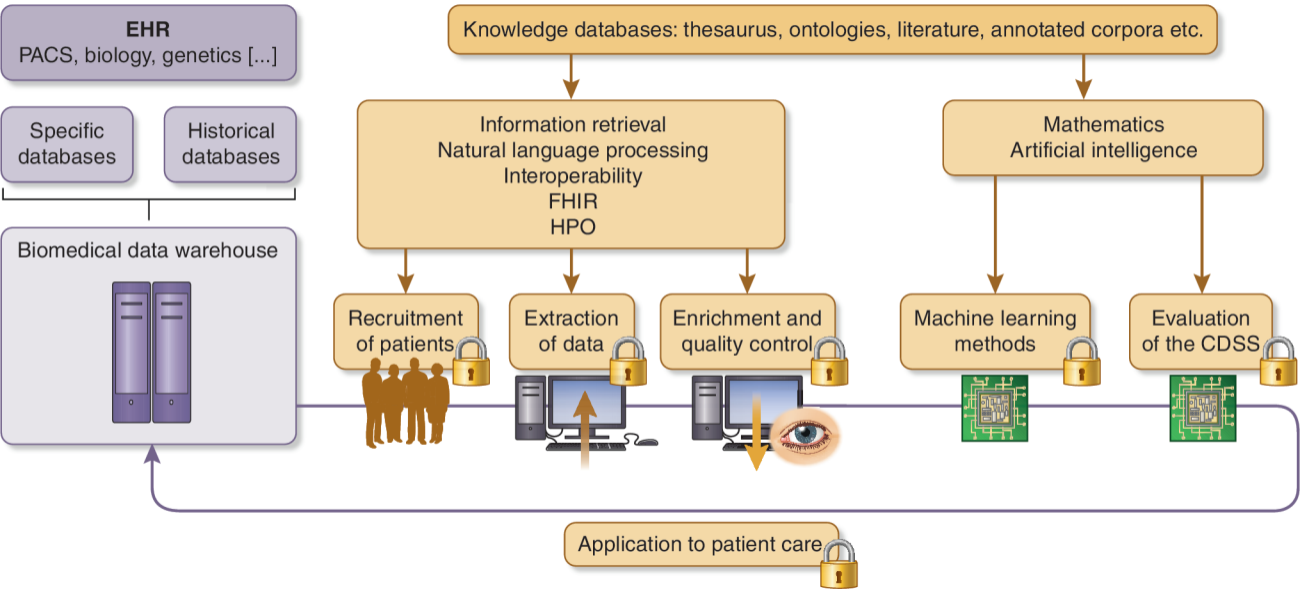 EHR
PACS, biology, genetics [...]
Specific
databases
Historical
databases
Biomedical data warehouse
Knowledge databases: thesaurus, ontologies, literature, annotated corpora etc.
Information retrieval
Natural language processing
Interoperability
FHIR
HPO
Mathematics
Artificial intelligence
Recruitment
of patients
Extraction
of data
Enrichment and
quality control
Machine learning
methods
Evaluation
of the CDSS
Application to patient care